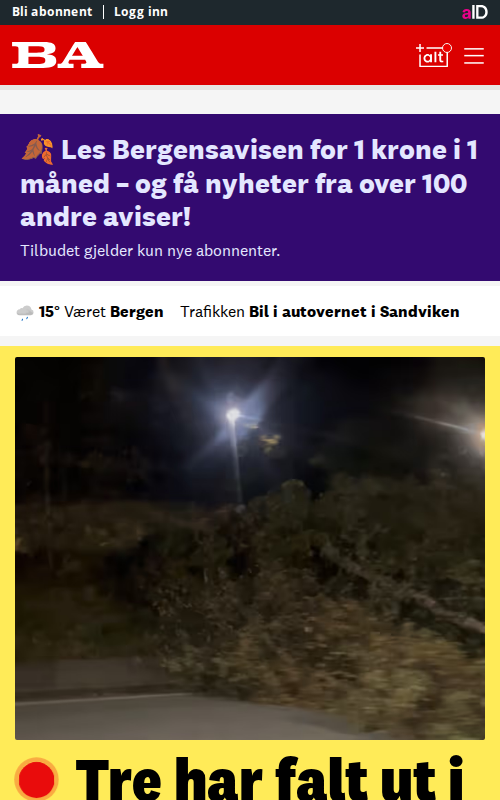 Bli abonnent | Logg inn
aID
BA
+alt
Les Bergensavisen for 1 krone i 1
måned – og få nyheter fra over 100
andre aviser!
Tilbudet gjelder kun nye abonnenter.
15° Været Bergen Trafikken Bil i autovernet i Sandviken
Tre har falt ut i